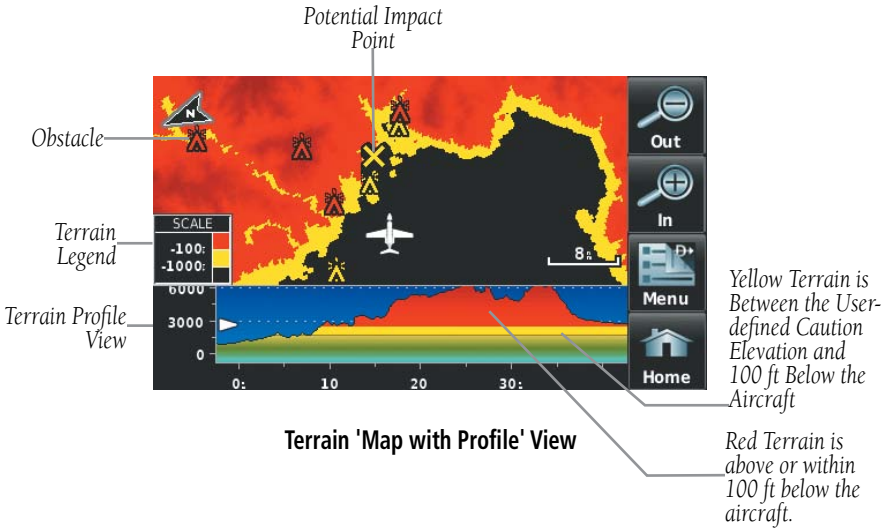 Potential Impact
Point
N
Obstacle
Out
In
SCALE
-100:
-1000:
Terrain
Legend
8
Menu
Home
6000
3000
0
Terrain Profile
View
0:
10
20
30:
Yellow Terrain is
Between the User-
defined Caution
Elevation and
100 ft Below the
Aircraft
Terrain 'Map with Profile' View
Red Terrain is
above or within
100 ft below the
aircraft.